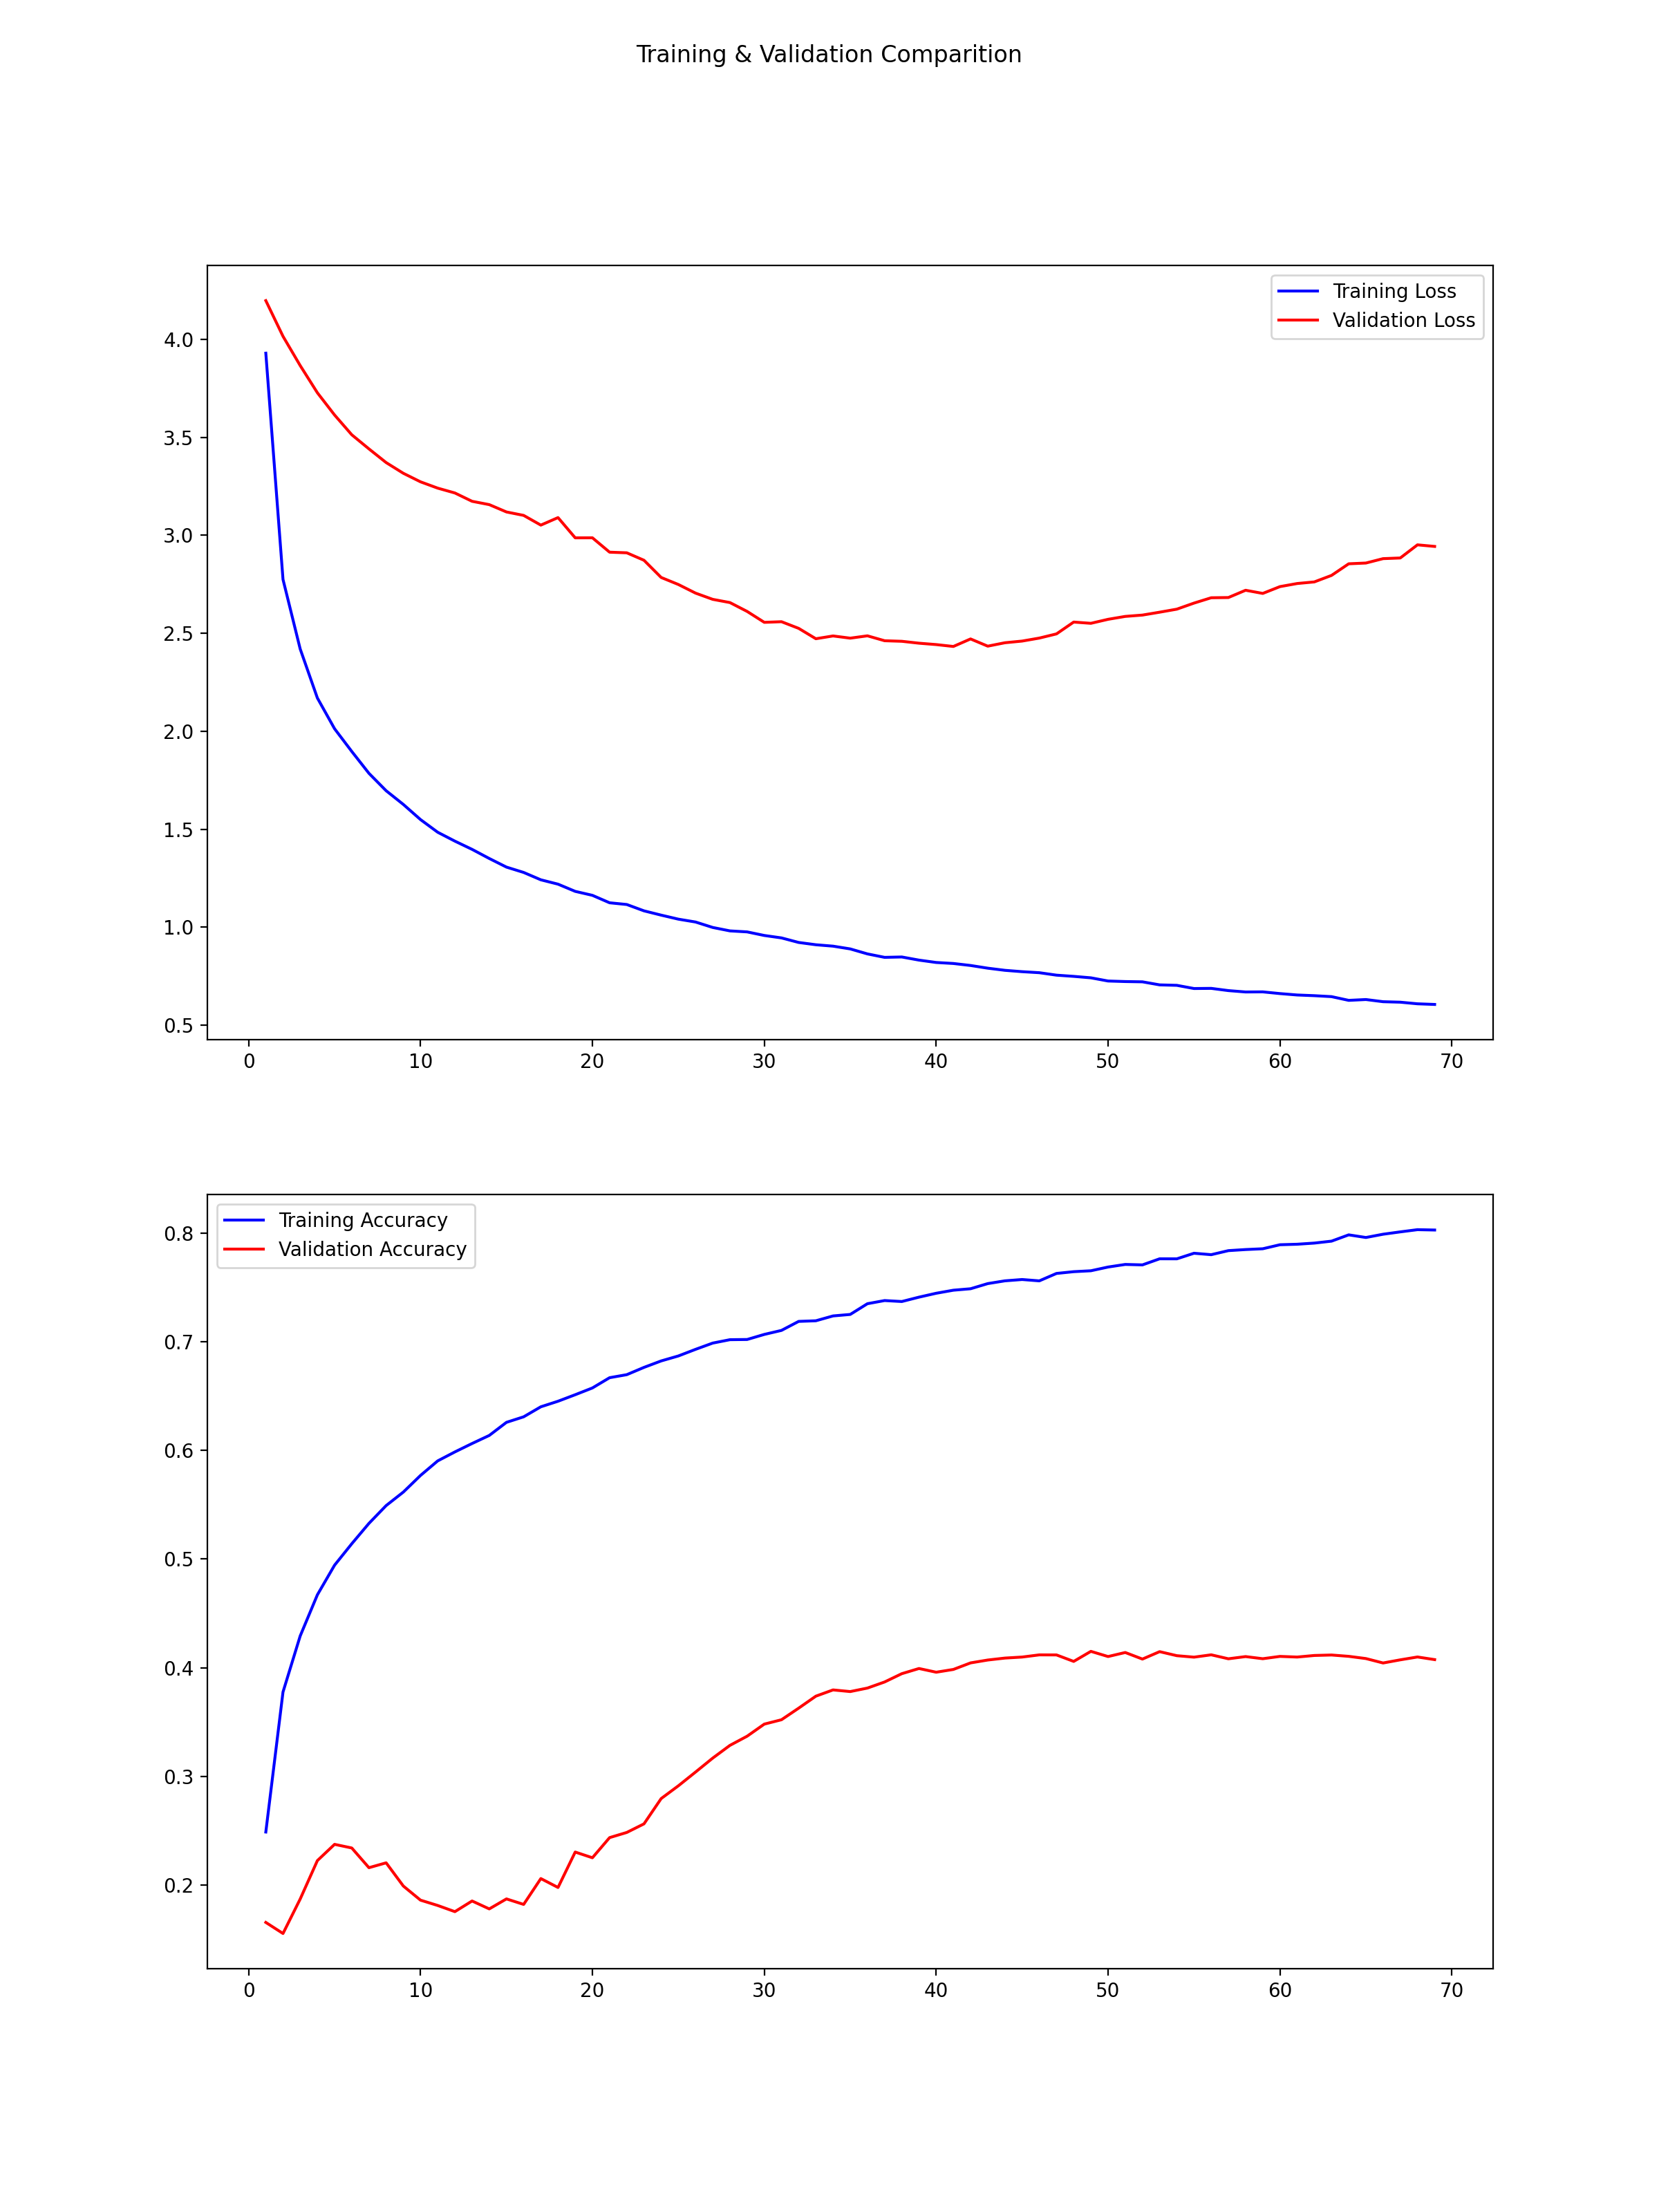 Training & Validation Comparition
Training Loss
Validation Loss
4.0
3.5
3.0
2.5
2.0
1.5
1.0
0.5
0 10 20 30 40 50 60 70
Training Accuracy
Validation Accuracy
0.8
0.7
0.6
0.5
0.4
0.3
0.2
0 10 20 30 40 50 60 70